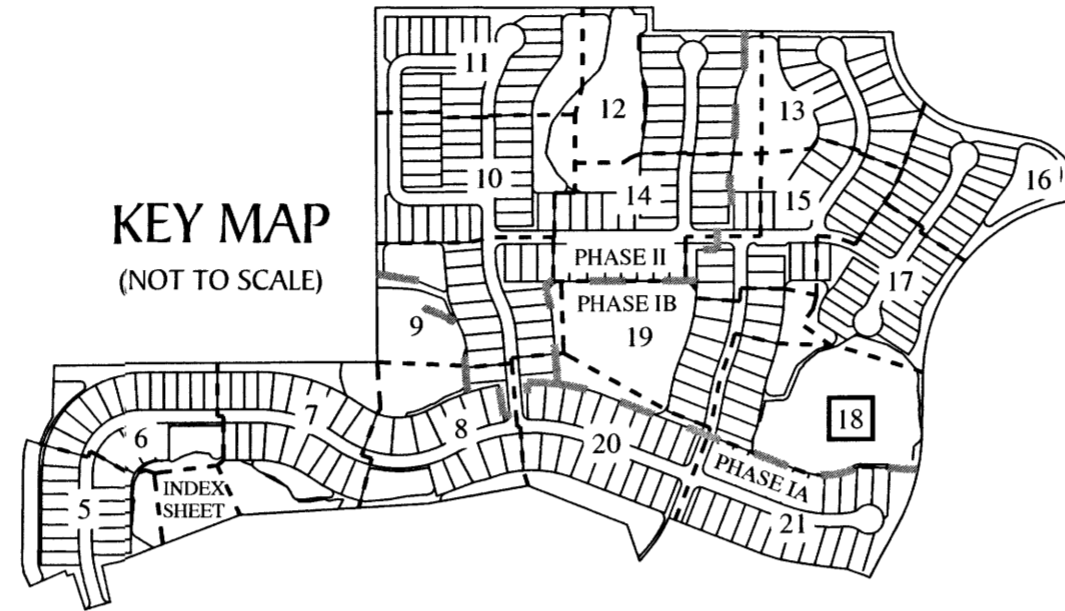 KEY MAP
(NOT TO SCALE)
11
12
13
10
14
15
16
PHASE II
17
PHASE IB
9
19
18
7
8
6
20
PHASE IA
INDEX
SHEET
5
21